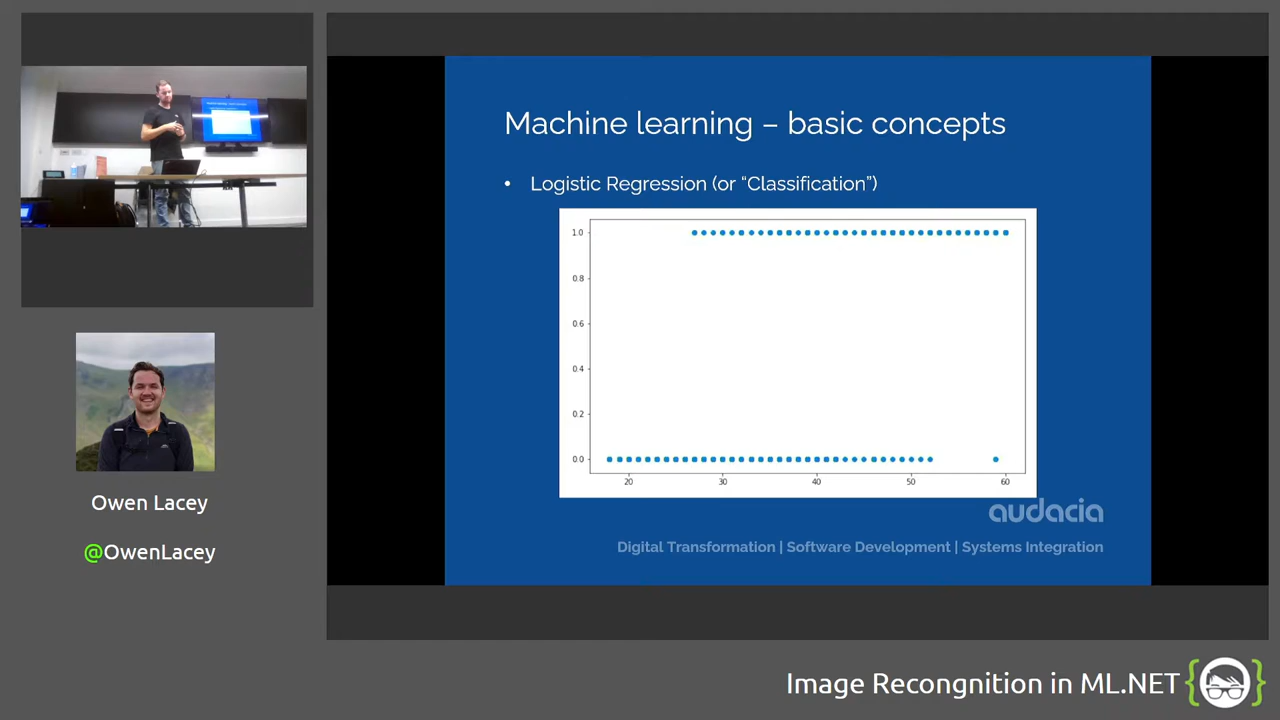 Machine learning – basic concepts
• Logistic Regression (or “Classification”)
1.0
0.8
0.6
0.4
0.2
0.0
20 30 40 50 60
audacia
Digital Transformation | Software Development | Systems Integration
Owen Lacey
@OwenLacey
Image Recongnition in ML.NET